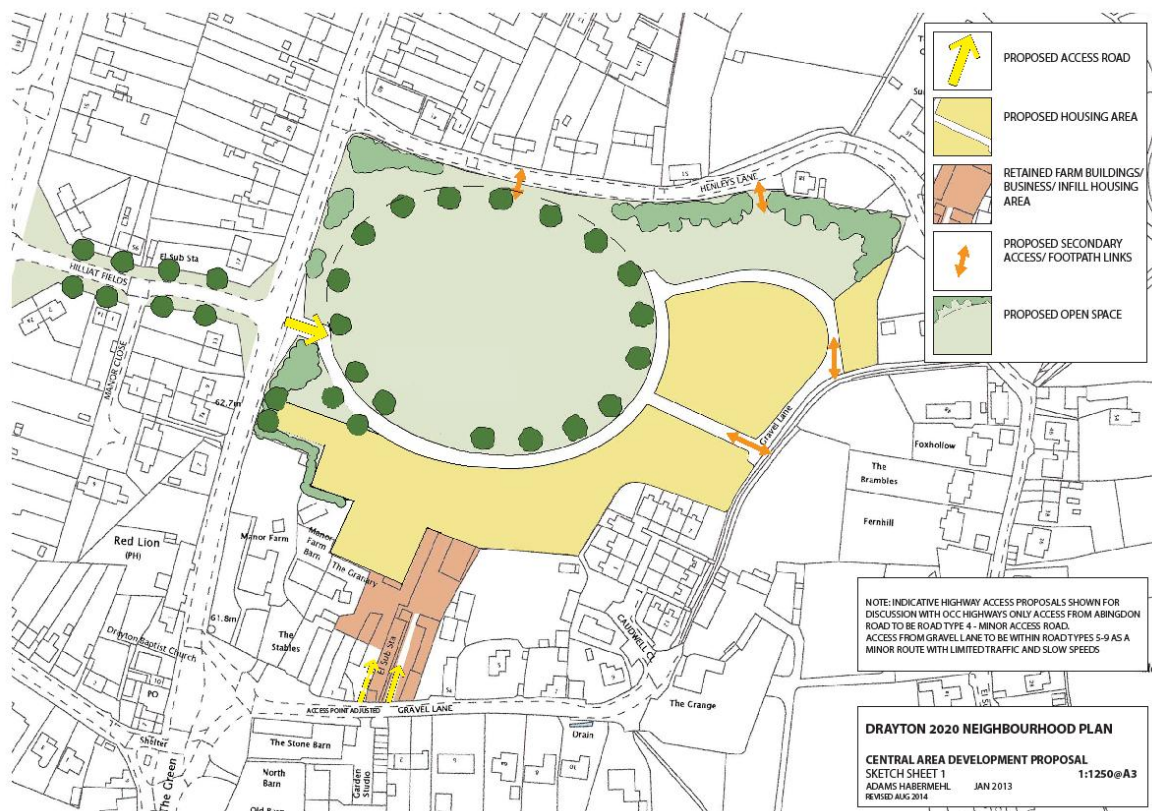 PROPOSED ACCESS ROAD
PROPOSED HOUSING AREA
RETAINED FARM BUILDINGS/
BUSINESS/ INFILL HOUSING
AREA
PROPOSED SECONDARY
ACCESS/ FOOTPATH LINKS
PROPOSED OPEN SPACE
HENLEYS LANE
El Sub Sta
HILLIAT FIELDS
MANOR CLOSE
62.7m
Gravel Lane
Foxhollow
The
Brambles
Fernhill
Red Lion
(PH)
Manor Farm
Manor
Farm
Barn
The Granary
61.8m
The
Stables
El Sub Sta
Drayton Baptist Church
PO
CAUDWELL CL
The Grange
ACCESS POINT ADJUSTED
GRAVEL LANE
Shelter
The Green
The Stone Barn
North
Barn
Garden
Studio
Drain
NOTE: INDICATIVE HIGHWAY ACCESS PROPOSALS SHOWN FOR
DISCUSSION WITH OCC HIGHWAYS ONLY ACCESS FROM ABINGDON
ROAD TO BE ROAD TYPE 4 - MINOR ACCESS ROAD.
ACCESS FROM GRAVEL LANE TO BE WITHIN ROAD TYPES 5-9 AS A
MINOR ROUTE WITH LIMITED TRAFFIC AND SLOW SPEEDS
DRAYTON 2020 NEIGHBOURHOOD PLAN
CENTRAL AREA DEVELOPMENT PROPOSAL
SKETCH SHEET 1 1:1250@A3
ADAMS HABERMEHL JAN 2013
REVISED AUG 2014